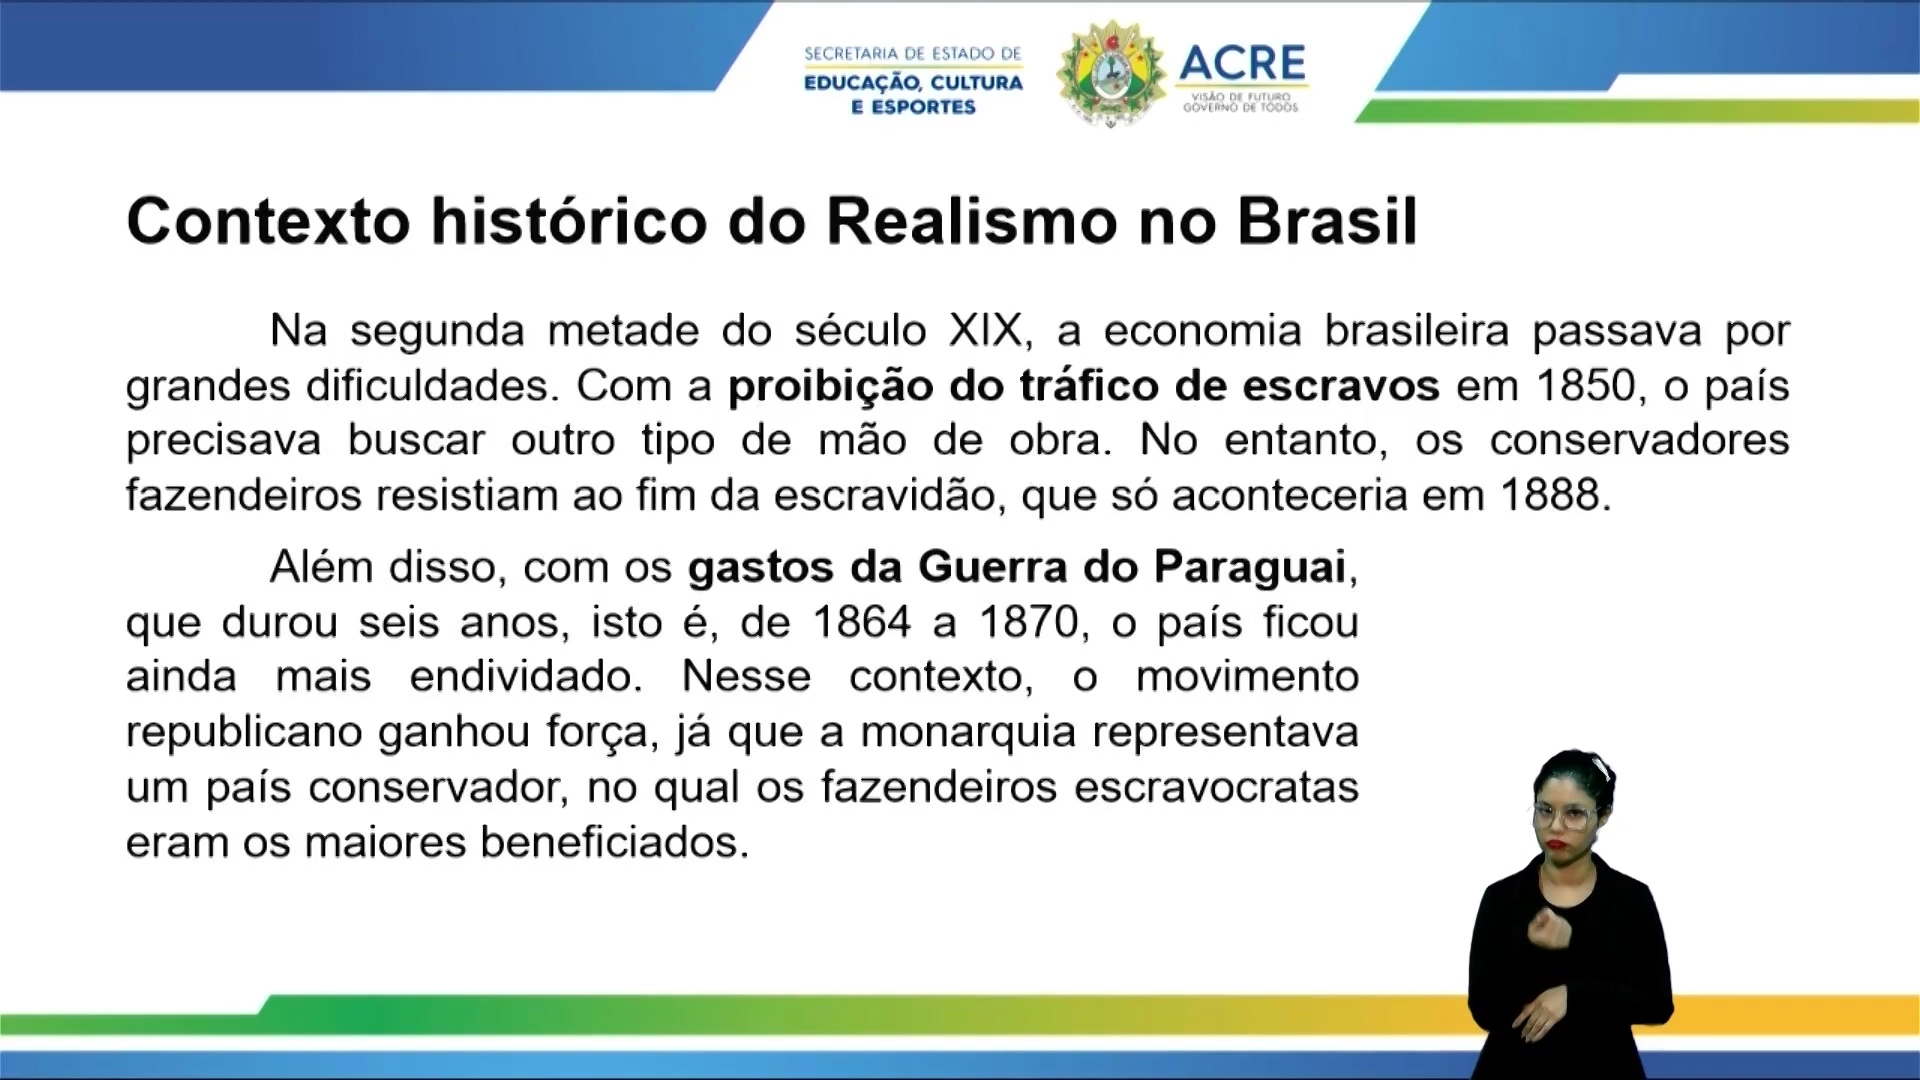 SECRETARIA DE ESTADO DE
EDUCAÇÃO, CULTURA
E ESPORTES
ACRE
VISÃO DE FUTURO
GOVERNO DE TODOS
Contexto histórico do Realismo no Brasil
Na segunda metade do século XIX, a economia brasileira passava por
grandes dificuldades. Com a proibição do tráfico de escravos em 1850, o país
precisava buscar outro tipo de mão de obra. No entanto, os conservadores
fazendeiros resistiam ao fim da escravidão, que só aconteceria em 1888.
Além disso, com os gastos da Guerra do Paraguai,
que durou seis anos, isto é, de 1864 a 1870, o país ficou
ainda mais endividado. Nesse contexto, o movimento
republicano ganhou força, já que a monarquia representava
um país conservador, no qual os fazendeiros escravocratas
eram os maiores beneficiados.